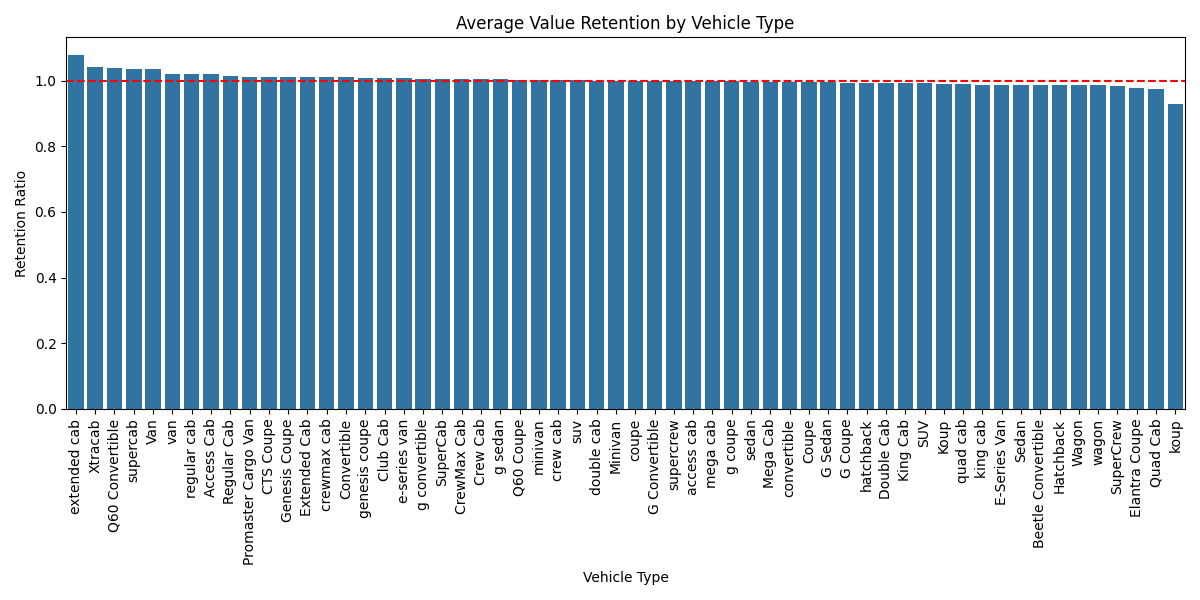 Average Value Retention by Vehicle Type
Retention Ratio
1.0
0.8
0.6
0.4
0.2
0.0
extended cab
Xtracab
Q60 Convertible
supercab
Van
van
regular cab
Access Cab
Regular Cab
Promaster Cargo Van
CTS Coupe
Genesis Coupe
Extended Cab
crewmax cab
Convertible
genesis coupe
Club Cab
e-series van
g convertible
SuperCab
CrewMax Cab
Crew Cab
g sedan
Q60 Coupe
minivan
crew cab
suv
double cab
Minivan
coupe
G Convertible
supercrew
access cab
mega cab
g coupe
sedan
Mega Cab
convertible
Coupe
G Sedan
G Coupe
hatchback
Double Cab
King Cab
SUV
Koup
quad cab
king cab
E-Series Van
Sedan
Beetle Convertible
Hatchback
Wagon
wagon
SuperCrew
Elantra Coupe
Quad Cab
koup
Vehicle Type